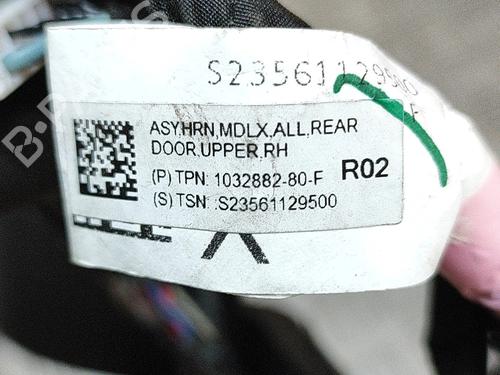 S23561129500
F
ASY,HRN,MDLX,ALL,REAR
DOOR,UPPER,RH
(P) TPN: 1032882-80-F R02
(S) TSN :S23561129500